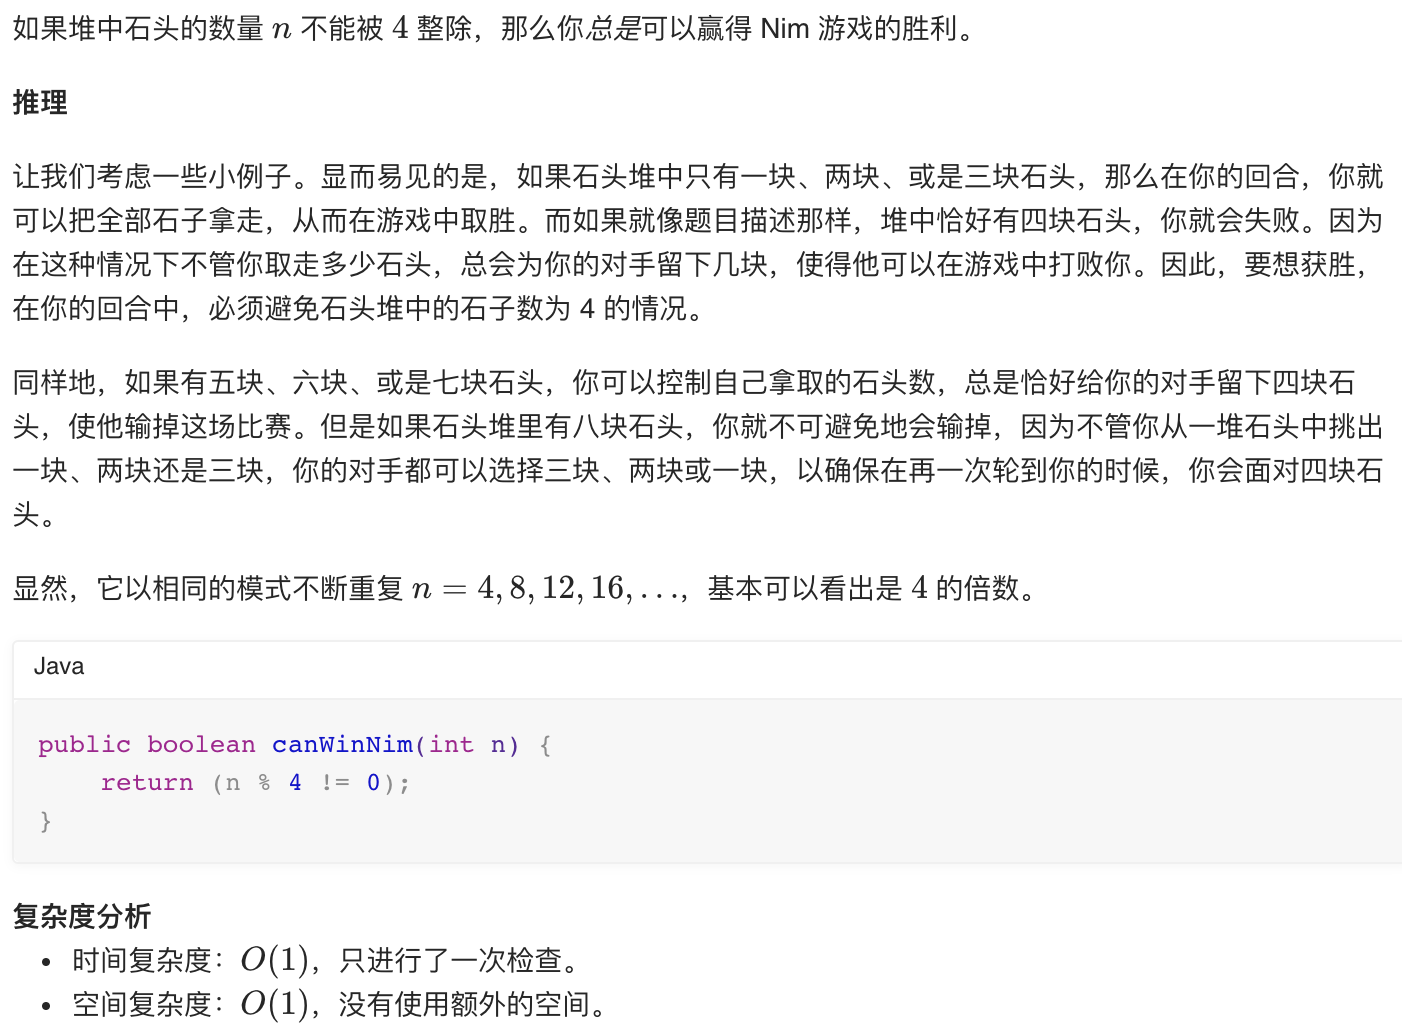 如果堆中石头的数量 n 不能被 4 整除，那么你总是可以赢得 Nim 游戏的胜利。
推理
让我们考虑一些小例子。显而易见的是，如果石头堆中只有一块、两块、或是三块石头，那么在你的回合，你就
可以把全部石子拿走，从而在游戏中取胜。而如果就像题目描述那样，堆中恰好有四块石头，你就会失败。因为
在这种情况下不管你取走多少石头，总会为你的对手留下几块，使得他可以在游戏中打败你。因此，要想获胜，
在你的回合中，必须避免石头堆中的石子数为 4 的情况。
同样地，如果有五块、六块、或是七块石头，你可以控制自己拿取的石头数，总是恰好给你的对手留下四块石
头，使他输掉这场比赛。但是如果石头堆里有八块石头，你就不可避免地会输掉，因为不管你从一堆石头中挑出
一块、两块还是三块，你的对手都可以选择三块、两块或一块，以确保在再一次轮到你的时候，你会面对四块石
头。
显然，它以相同的模式不断重复 n = 4, 8, 12, 16, …，基本可以看出是 4 的倍数。
Java
public boolean canWinNim(int n) {
    return (n % 4 != 0);
}
复杂度分析
• 时间复杂度：O(1)，只进行了一次检查。
• 空间复杂度：O(1)，没有使用额外的空间。